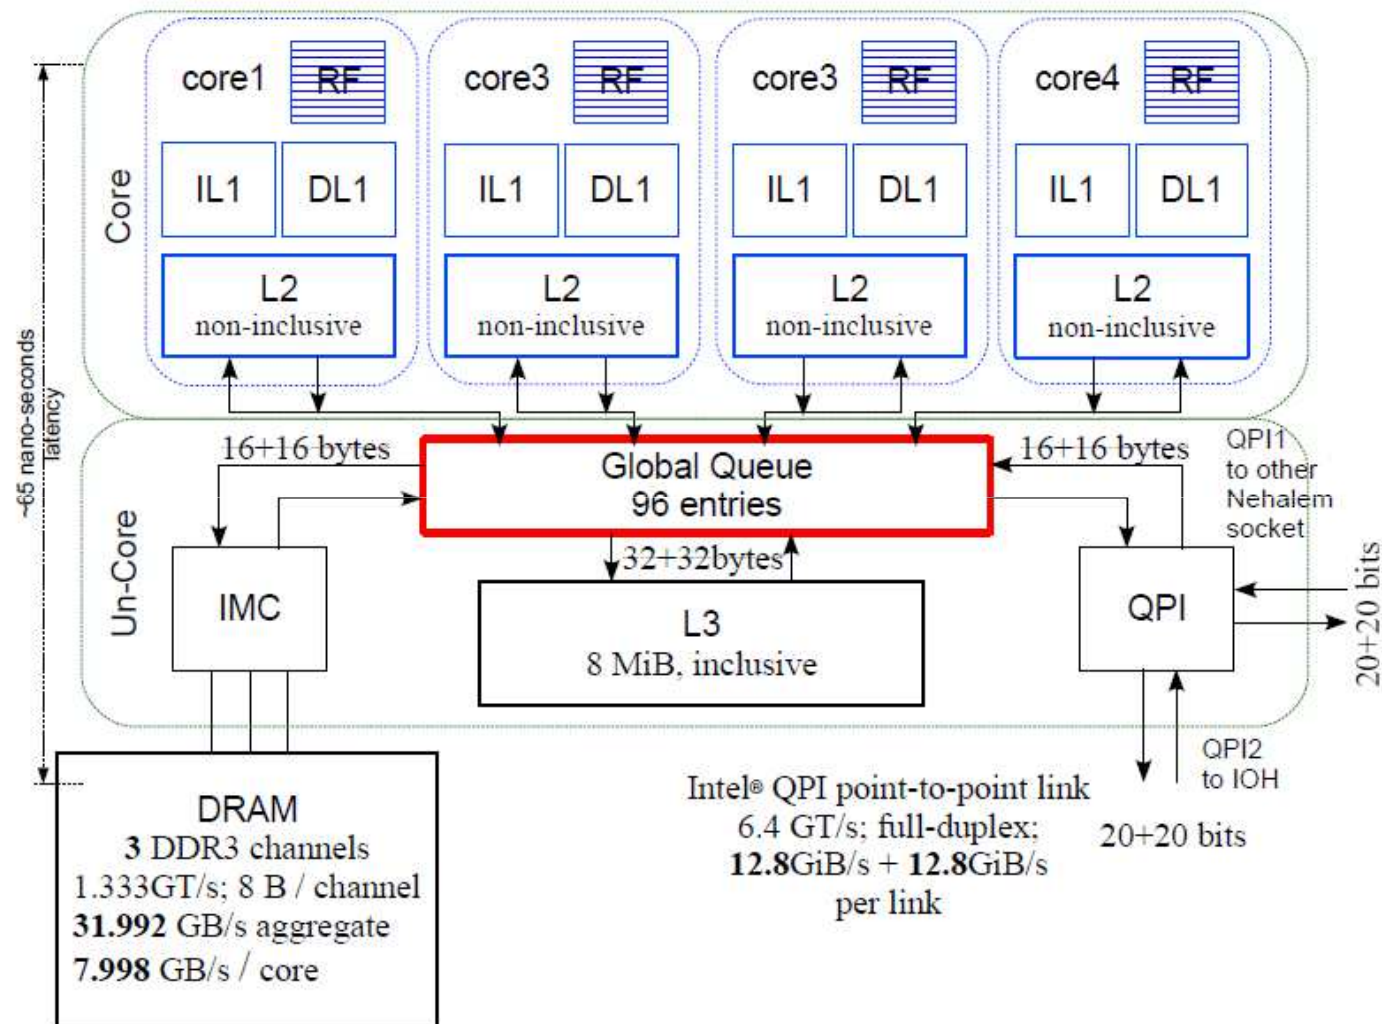 core1
RF
core3
RF
core3
RF
core4
RF
Core
IL1
DL1
IL1
DL1
IL1
DL1
IL1
DL1
L2
non-inclusive
L2
non-inclusive
L2
non-inclusive
L2
non-inclusive
~65 nano-seconds
latency
16+16 bytes
Global Queue
96 entries
16+16 bytes
QPI1
to other
Nehalem
socket
Un-Core
32+32bytes
IMC
L3
8 MiB, inclusive
QPI
20+20 bits
DRAM
3 DDR3 channels
1.333GT/s; 8 B / channel
31.992 GB/s aggregate
7.998 GB/s / core
Intel® QPI point-to-point link
6.4 GT/s; full-duplex;
12.8GiB/s + 12.8GiB/s
per link
QPI2
to IOH
20+20 bits